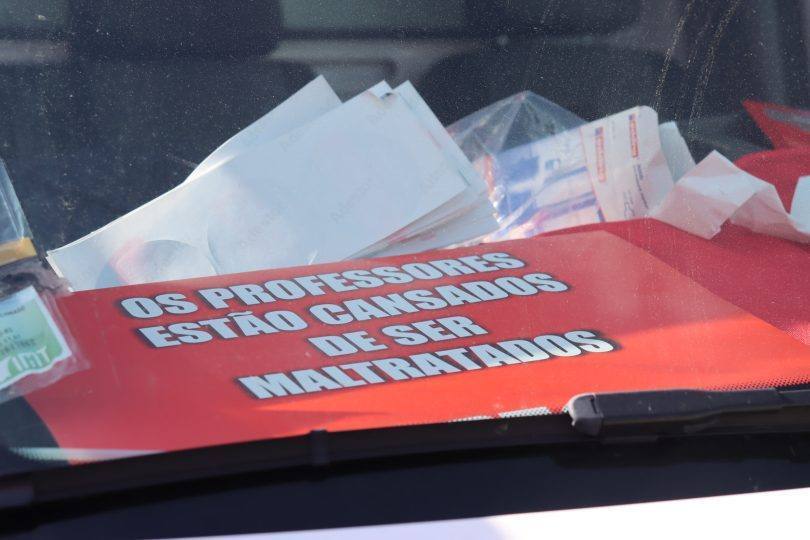 OS PROFESSORES
ESTÃO CANSADOS
DE SER
MALTRATADOS